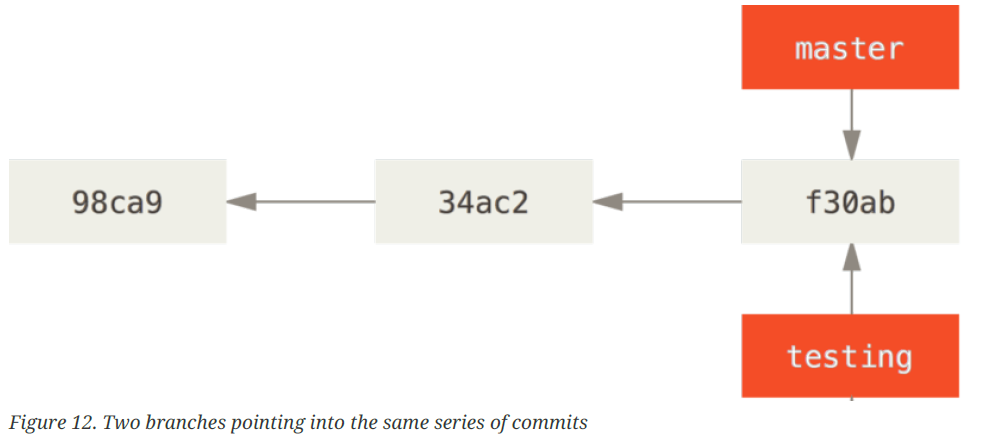 master
98ca9
34ac2
f30ab
testing
Figure 12. Two branches pointing into the same series of commits